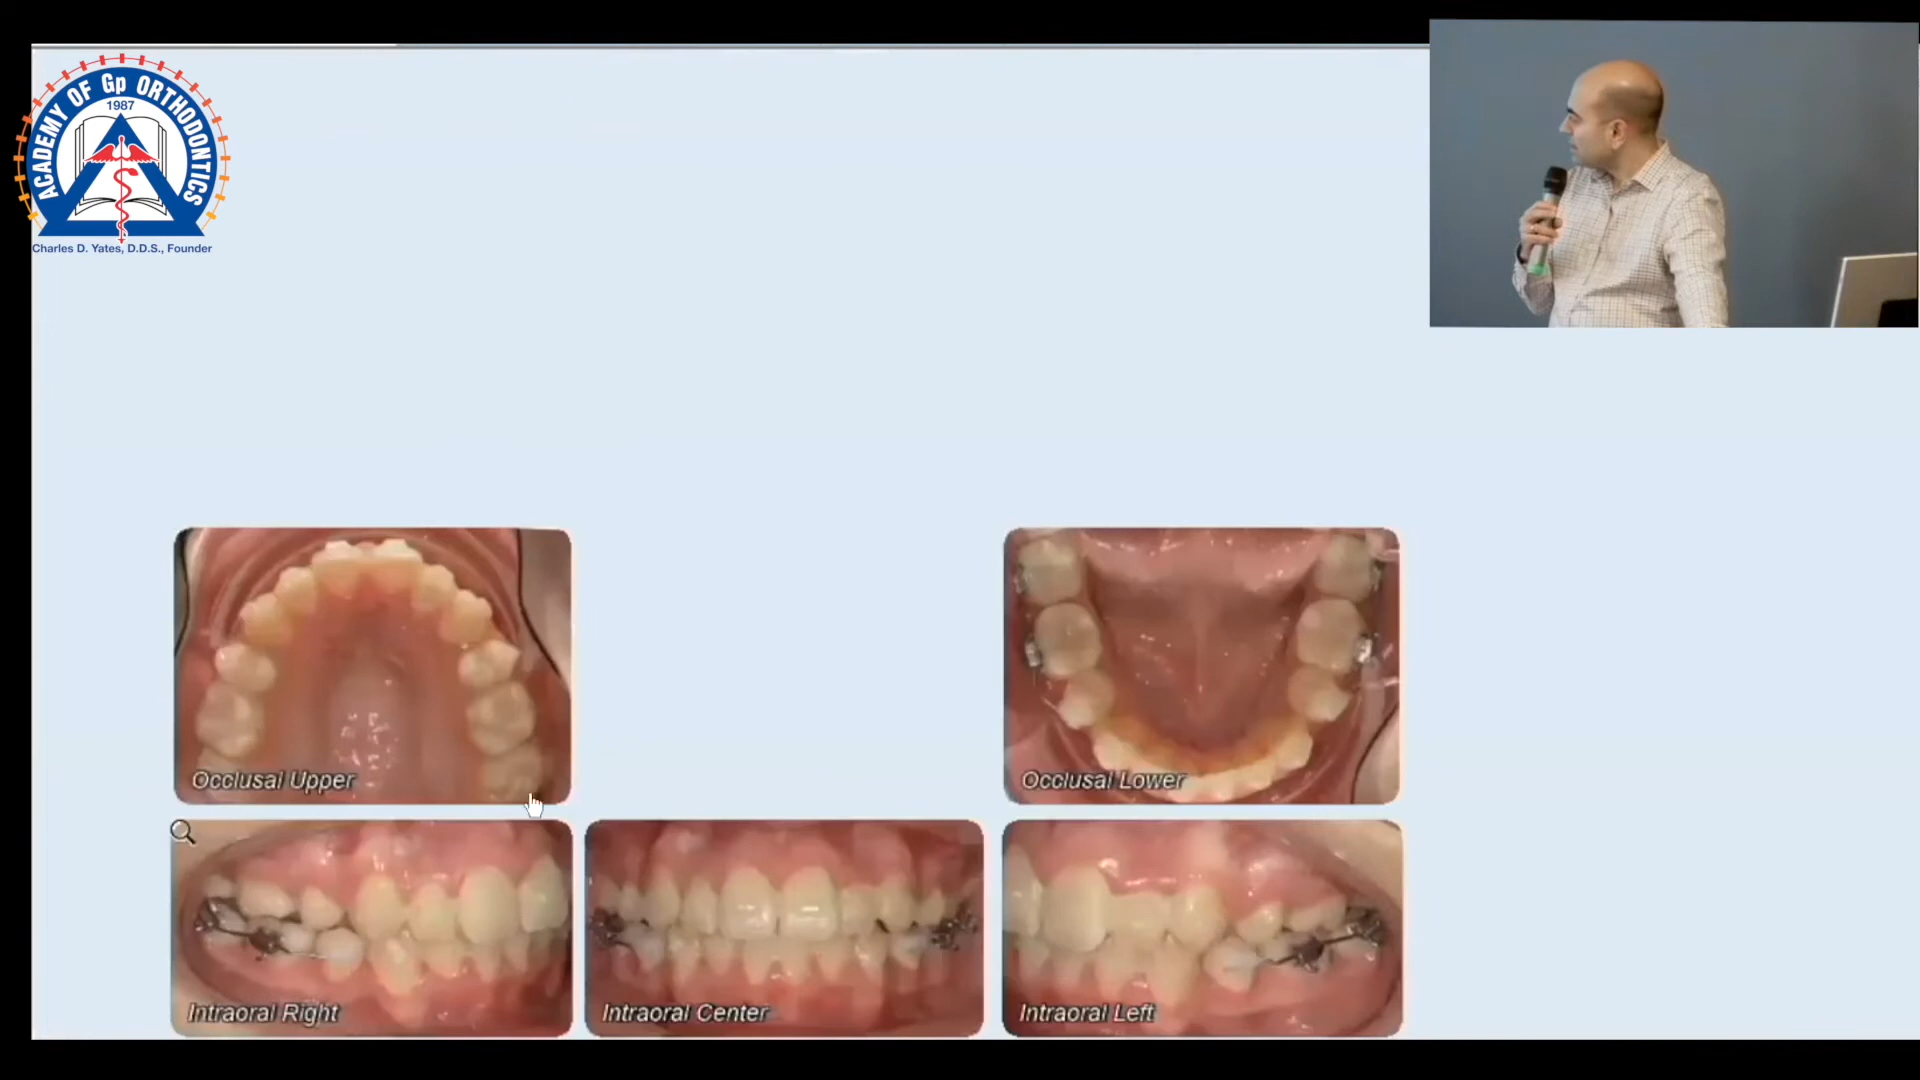 ACADEMY OF Gp ORTHODONTICS
1987
Charles D. Yates, D.D.S., Founder
Occlusal Upper
Occlusal Lower
Intraoral Right
Intraoral Center
Intraoral Left